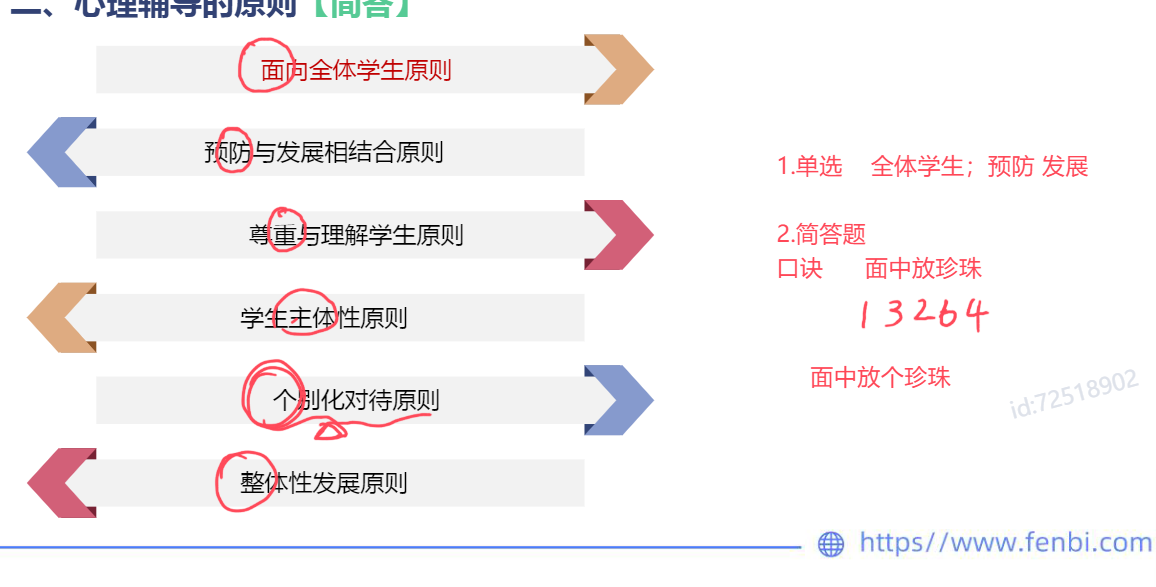 二、心理辅导的原则【简答】
面向全体学生原则
预防与发展相结合原则
尊重与理解学生原则
学生主体性原则
个别化对待原则
整体性发展原则
1.单选 全体学生；预防 发展
2.简答题
口诀 面中放珍珠
1 3 2 6 4
面中放个珍珠
id:72518902
https//www.fenbi.com